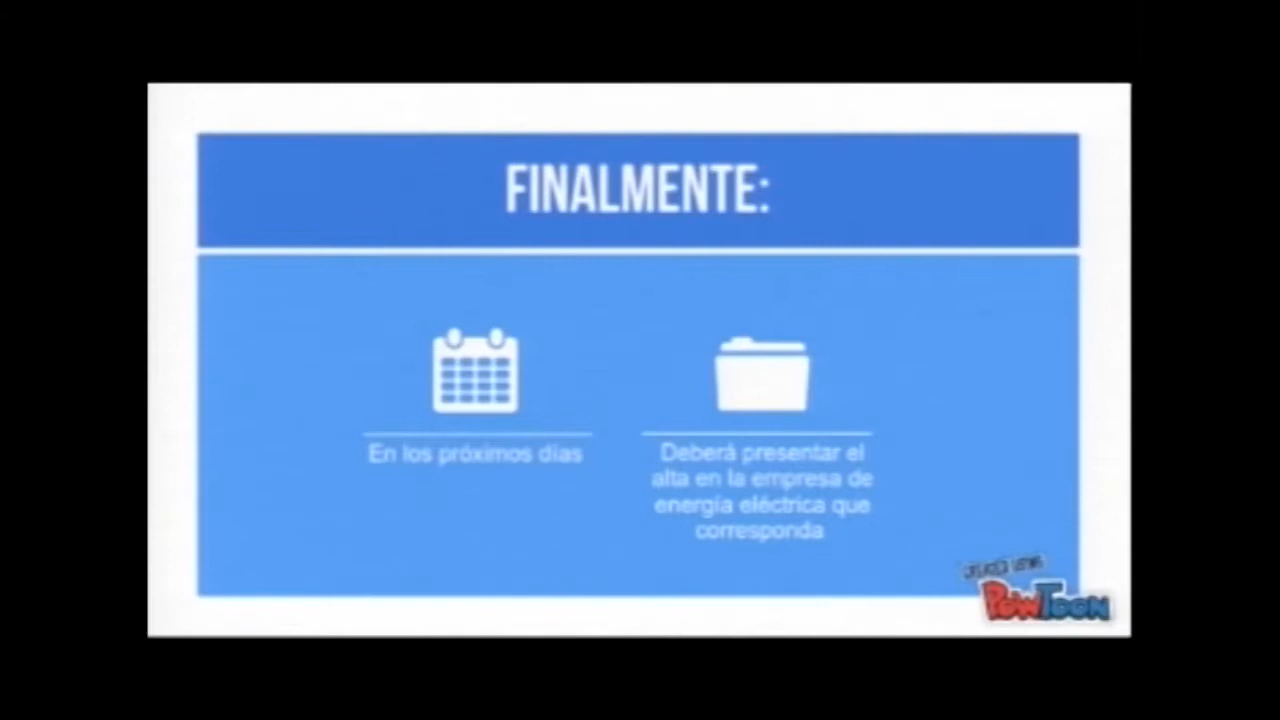 FINALMENTE:
En los próximos días
Deberá presentar el
alta en la empresa de
energía eléctrica que
corresponda
POWTOON